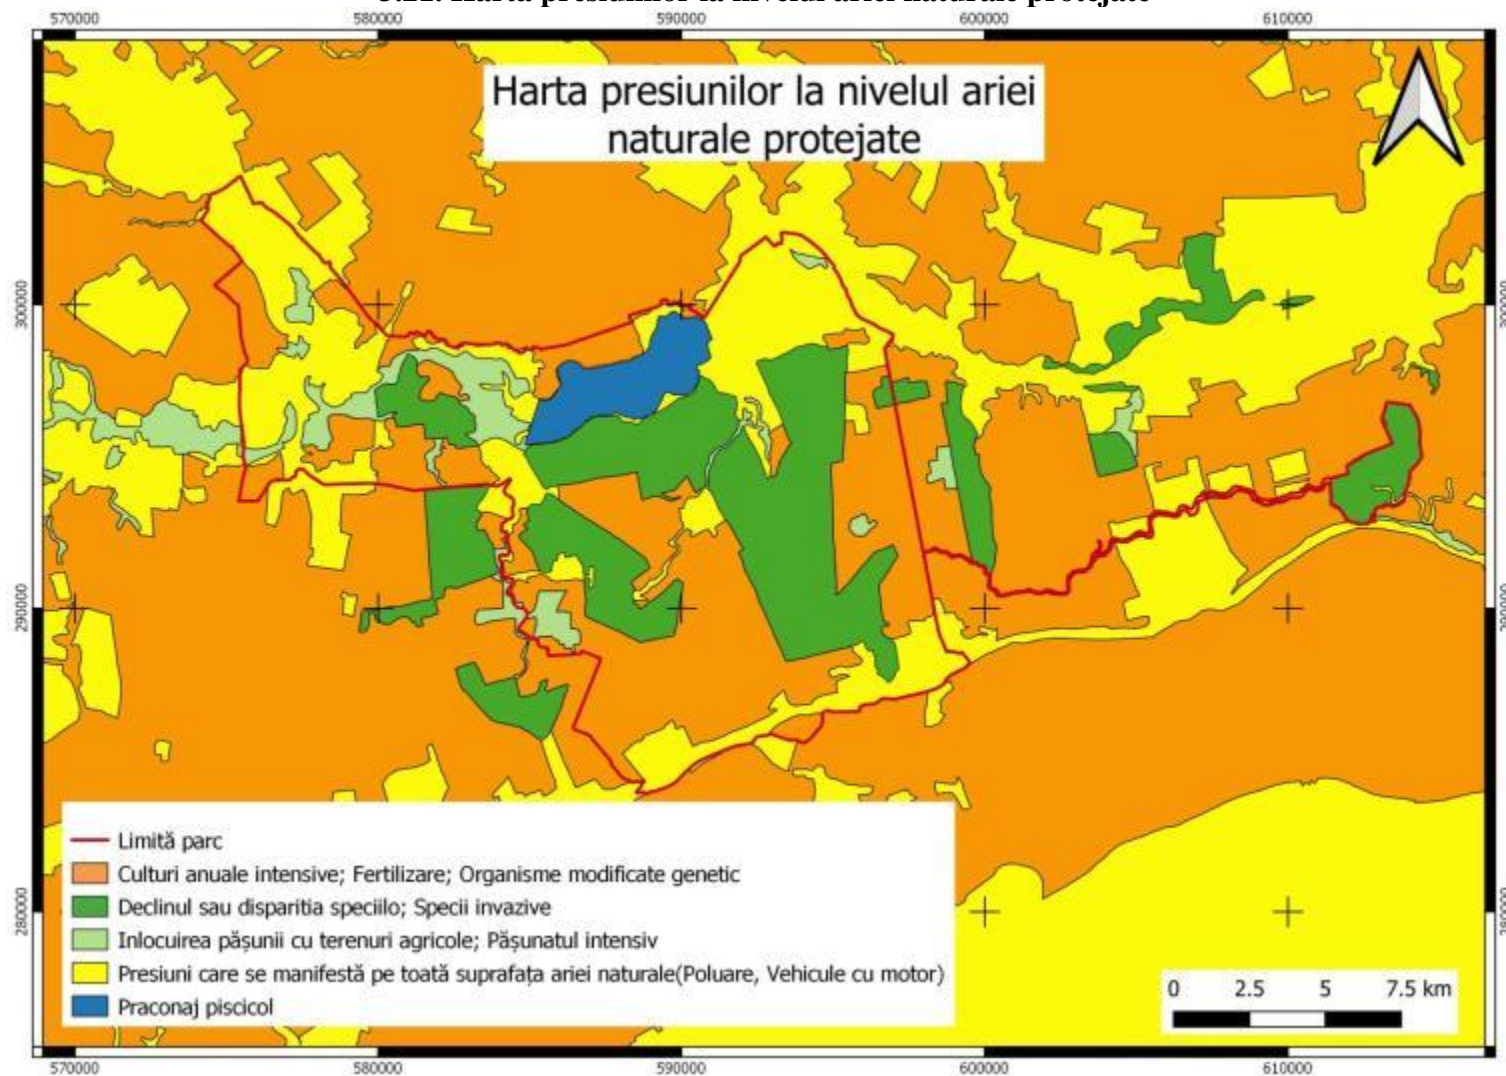 570000 580000 590000 600000 610000
Harta presiunilor la nivelul ariei
naturale protejate
300000 300000
290000 290000
280000 280000
Limită parc
Culturi anuale intensive; Fertilizare; Organisme modificate genetic
Declinul sau disparitia speciilo; Specii invazive
Inlocuirea pășunii cu terenuri agricole; Pășunatul intensiv
Presiuni care se manifestă pe toată suprafața ariei naturale(Poluare, Vehicule cu motor)
Praconaj piscicol
0 2.5 5 7.5 km
570000 580000 590000 600000 610000